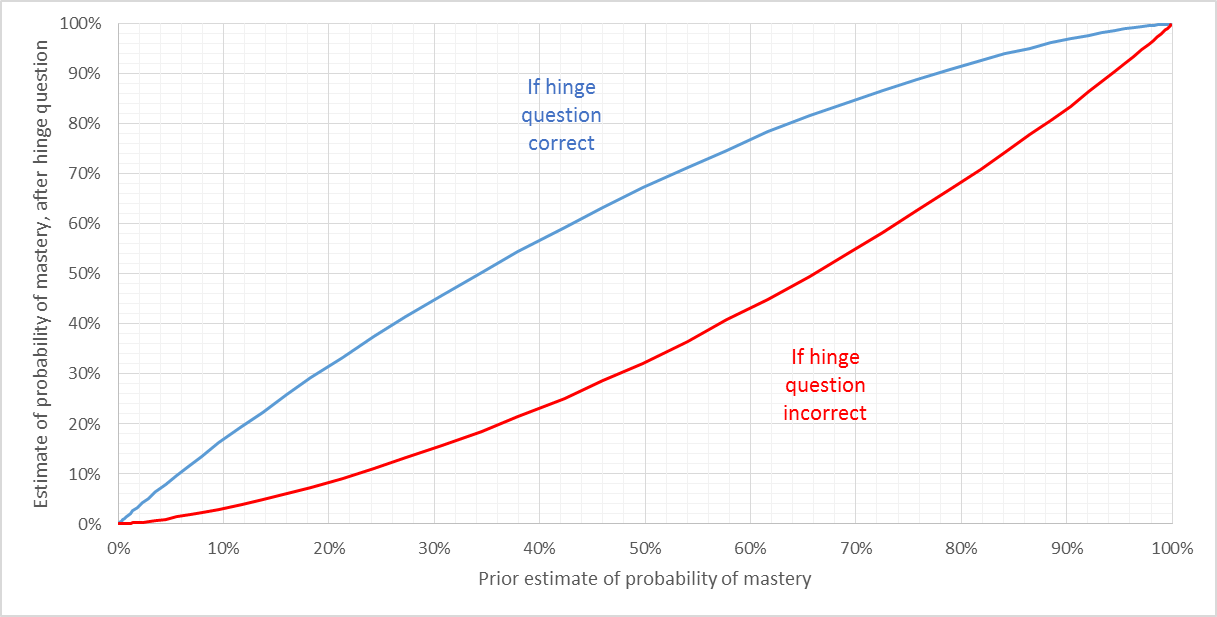 Estimate of probability of mastery, after hinge question
100%
90%
80%
70%
60%
50%
40%
30%
20%
10%
0%
If hinge
question
correct
If hinge
question
incorrect
0%
10%
20%
30%
40%
50%
60%
70%
80%
90%
100%
Prior estimate of probability of mastery